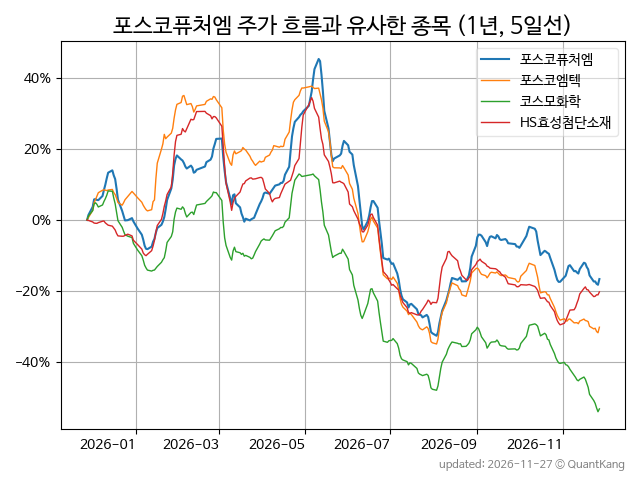 포스코퓨처엠 주가 흐름과 유사한 종목 (1년, 5일선)
포스코퓨처엠
포스코엠텍
코스모화학
HS효성첨단소재
40%
20%
0%
−20%
−40%
2026-01 2026-03 2026-05 2026-07 2026-09 2026-11
updated: 2026-11-27 © QuantKang